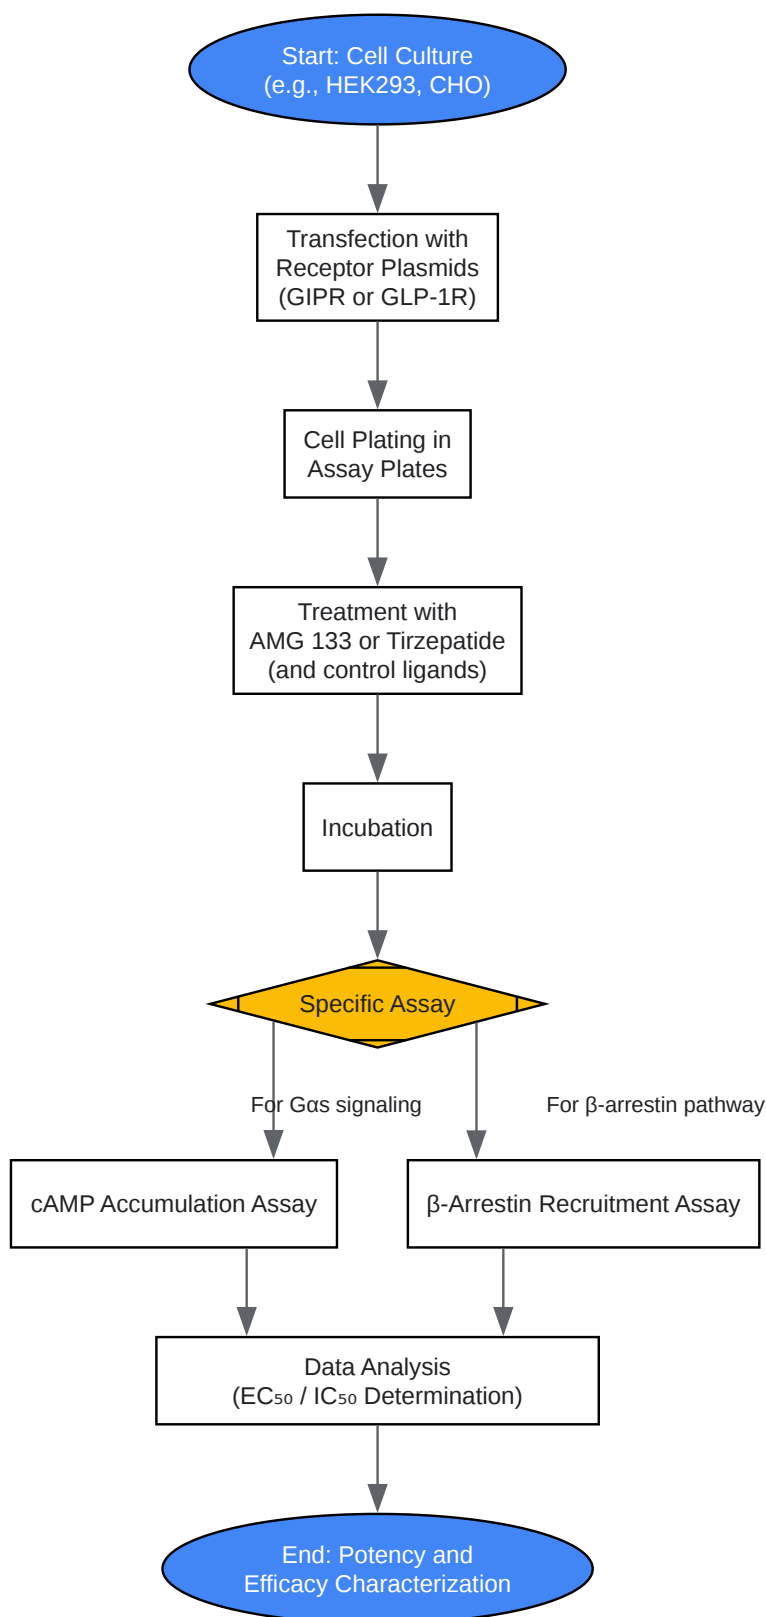 Start: Cell Culture
(e.g., HEK293, CHO)
Transfection with
Receptor Plasmids
(GIPR or GLP-1R)
Cell Plating in
Assay Plates
Treatment with
AMG 133 or Tirzepatide
(and control ligands)
Incubation
Specific Assay
For Gαs signaling
For β-arrestin pathway
cAMP Accumulation Assay
β-Arrestin Recruitment Assay
Data Analysis
(EC₅₀ / IC₅₀ Determination)
End: Potency and
Efficacy Characterization